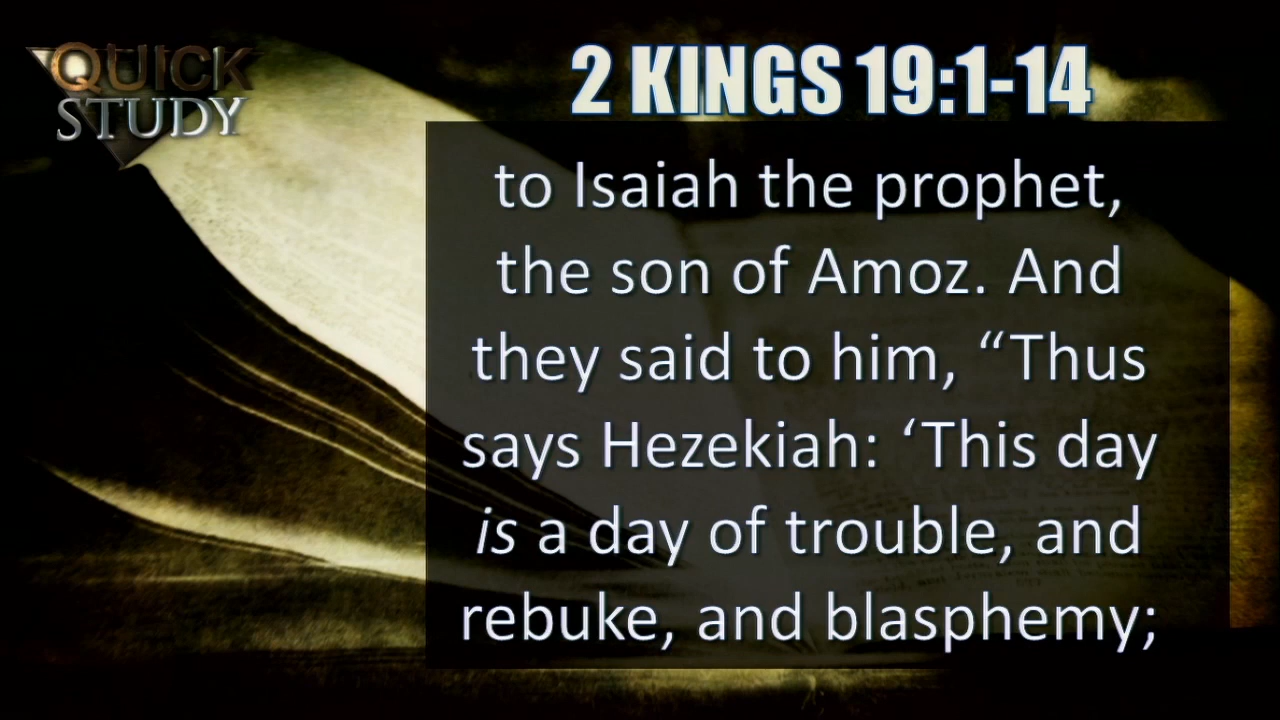 QUICK
STUDY
2 KINGS 19:1-14
to Isaiah the prophet,
the son of Amoz. And
they said to him, “Thus
says Hezekiah: ‘This day
is a day of trouble, and
rebuke, and blasphemy;